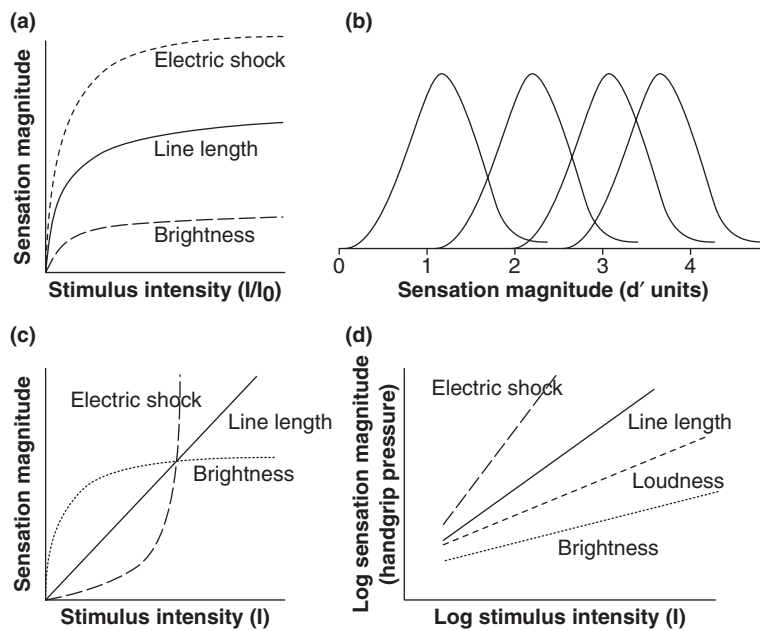 (a)
Sensation magnitude
Electric shock
Line length
Brightness
Stimulus intensity (I/I0)
(b)
0 1 2 3 4
Sensation magnitude (d′ units)
(c)
Sensation magnitude
Electric shock
Line length
Brightness
Stimulus intensity (I)
(d)
Log sensation magnitude
(handgrip pressure)
Electric shock
Line length
Loudness
Brightness
Log stimulus intensity (I)